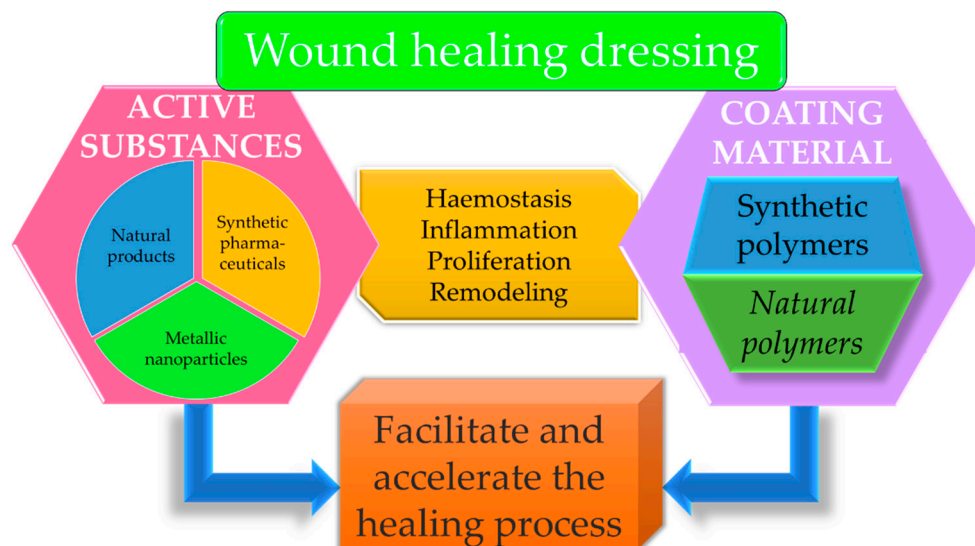 Wound healing dressing
ACTIVE
SUBSTANCES
Natural
products
Synthetic
pharma-
ceuticals
Metallic
nanoparticles
Haemostasis
Inflammation
Proliferation
Remodeling
COATING
MATERIAL
Synthetic
polymers
Natural
polymers
Facilitate and
accelerate the
healing process